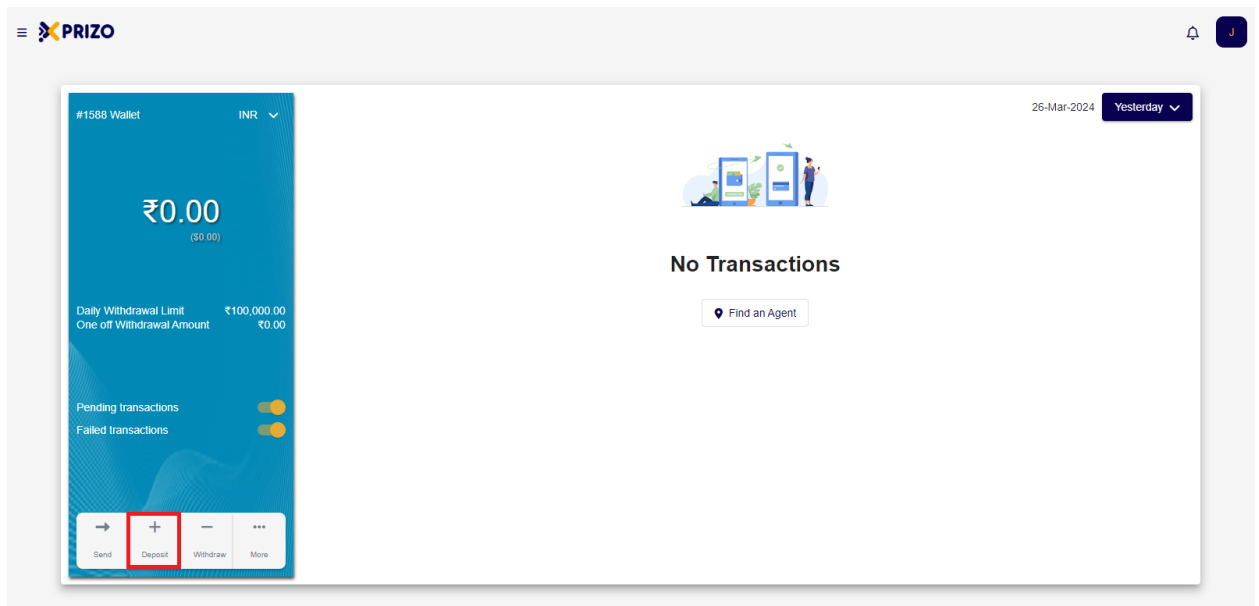 XPRIZO
J
#1588 Wallet INR
₹0.00
($0.00)
Daily Withdrawal Limit ₹100,000.00
One off Withdrawal Amount ₹0.00
Pending transactions
Failed transactions
Send Deposit Withdraw More
26-Mar-2024 Yesterday
No Transactions
Find an Agent